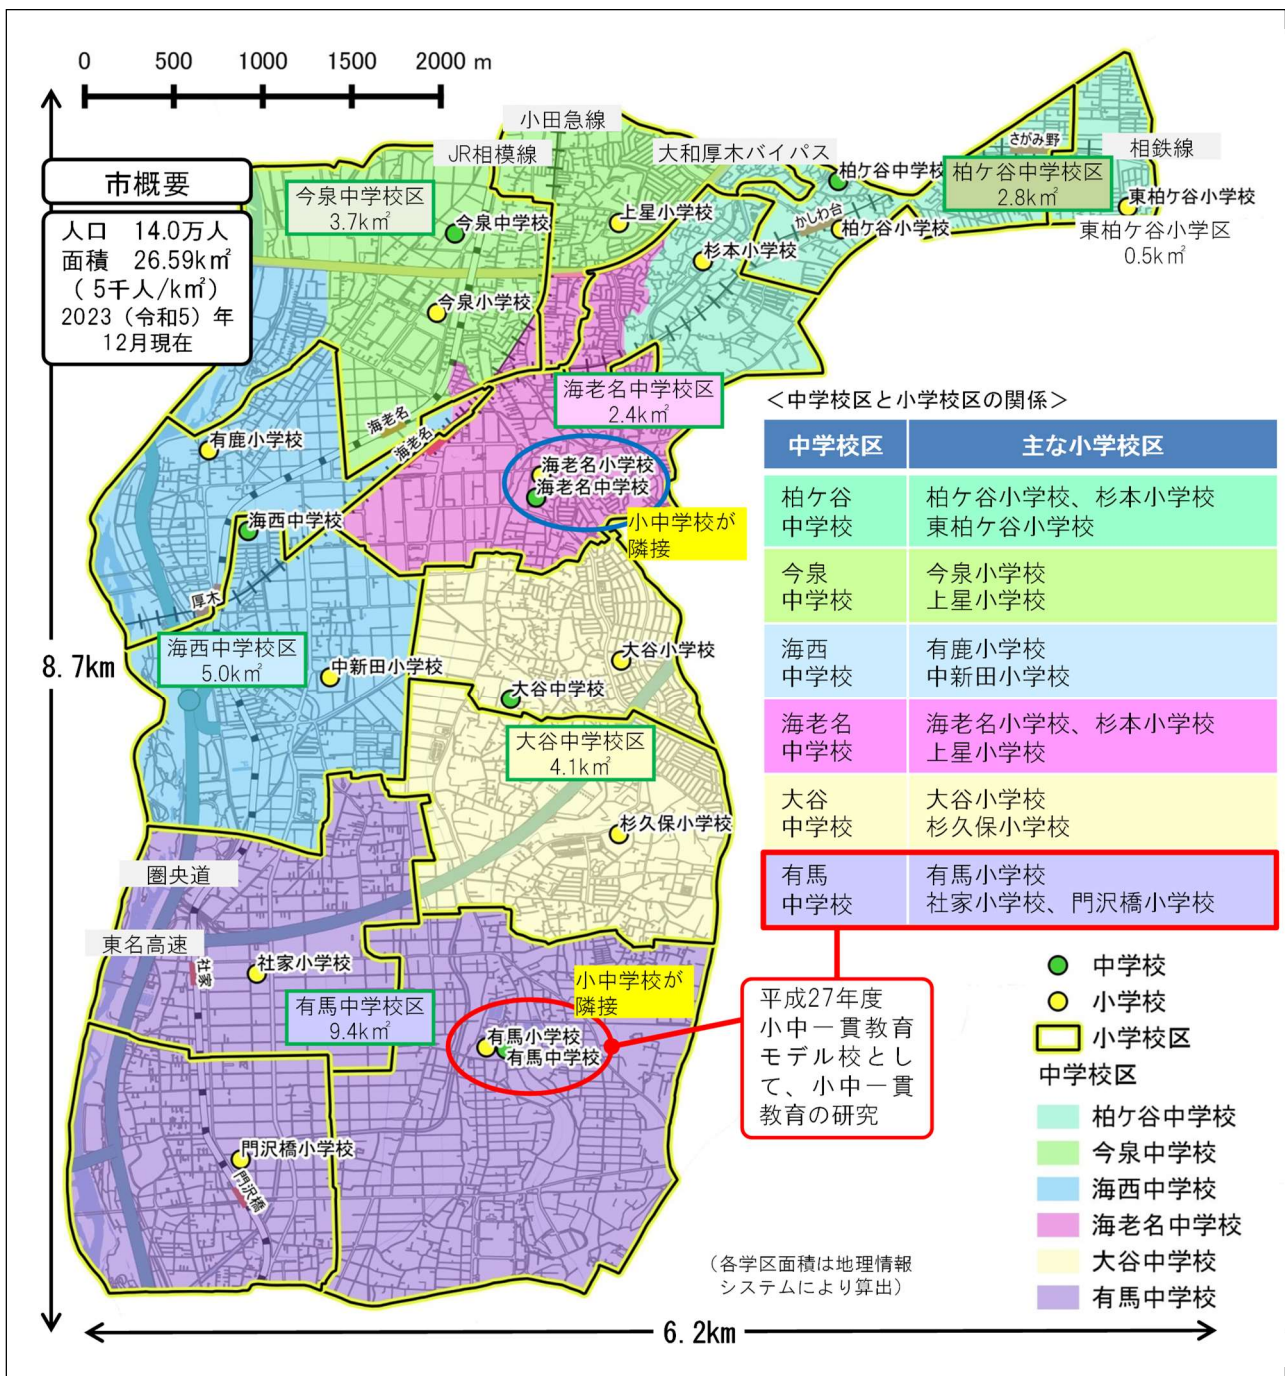 0 500 1000 1500 2000 m
小田急線
JR相模線
大和厚木バイパス
さがみ野
相鉄線
市概要
人口 14.0万人
面積 26.59k㎡
(5千人/k㎡)
2023(令和5)年
12月現在
今泉中学校区
3.7k㎡
今泉中学校
上星小学校
柏ケ谷中学校
柏ケ谷中学校区
2.8k㎡
かしわ台
柏ケ谷小学校
東柏ケ谷小学校
東柏ケ谷小学区
0.5k㎡
杉本小学校
今泉小学校
海老名中学校区
2.4k㎡
海老名
海老名
有鹿小学校
海老名小学校
海老名中学校
小中学校が
隣接
海西中学校
厚木
海西中学校区
5.0k㎡
中新田小学校
大谷小学校
大谷中学校
大谷中学校区
4.1k㎡
杉久保小学校
8.7km
圏央道
東名高速
社家
社家小学校
有馬中学校区
9.4k㎡
小中学校が
隣接
有馬小学校
有馬中学校
門沢橋小学校
門沢橋
<中学校区と小学校区の関係>
中学校区 主な小学校区
柏ケ谷 柏ケ谷小学校、杉本小学校
中学校 東柏ケ谷小学校
今泉 今泉小学校
中学校 上星小学校
海西 有鹿小学校
中学校 中新田小学校
海老名 海老名小学校、杉本小学校
中学校 上星小学校
大谷 大谷小学校
中学校 杉久保小学校
有馬 有馬小学校
中学校 社家小学校、門沢橋小学校
平成27年度
小中一貫教育
モデル校とし
て、小中一貫
教育の研究
中学校
小学校
小学校区
中学校区
柏ケ谷中学校
今泉中学校
海西中学校
海老名中学校
大谷中学校
有馬中学校
(各学区面積は地理情報
システムにより算出)
6.2km